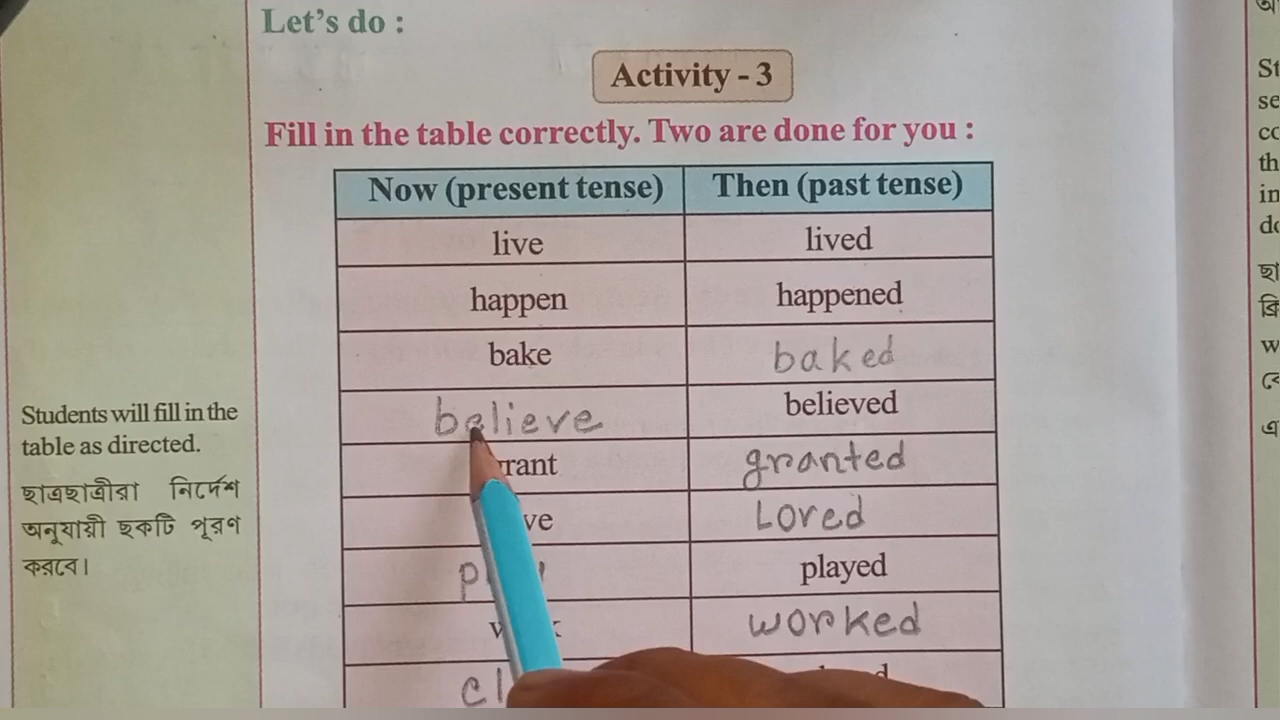 Let's do :
Activity - 3
Fill in the table correctly. Two are done for you :
Now (present tense) Then (past tense)
live lived
happen happened
bake baked
believe believed
granted
Loved
played
worked
Students will fill in the
table as directed.
ছাত্রছাত্রীরা নির্দেশ
অনুযায়ী ছকটি পূরণ
করবে।